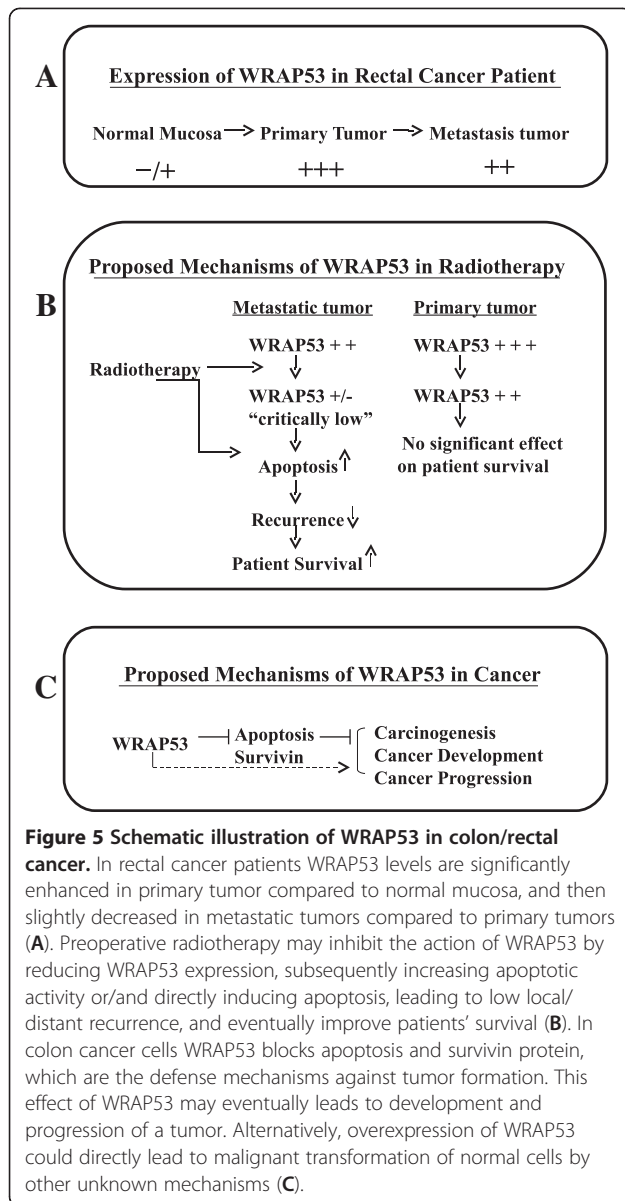 A
Expression of WRAP53 in Rectal Cancer Patient
Normal Mucosa → Primary Tumor → Metastasis tumor
−/+ +++ ++
B
Proposed Mechanisms of WRAP53 in Radiotherapy
Metastatic tumor Primary tumor
WRAP53 + + WRAP53 + + +
Radiotherapy
WRAP53 +/- WRAP53 + +
"critically low"
No significant effect
Apoptosis ↑ on patient survival
Recurrence ↓
Patient Survival ↑
C
Proposed Mechanisms of WRAP53 in Cancer
Carcinogenesis
WRAP53 Apoptosis
Survivin Cancer Development
Cancer Progression
Figure 5 Schematic illustration of WRAP53 in colon/rectal
cancer. In rectal cancer patients WRAP53 levels are significantly
enhanced in primary tumor compared to normal mucosa, and then
slightly decreased in metastatic tumors compared to primary tumors
(A). Preoperative radiotherapy may inhibit the action of WRAP53 by
reducing WRAP53 expression, subsequently increasing apoptotic
activity or/and directly inducing apoptosis, leading to low local/
distant recurrence, and eventually improve patients' survival (B). In
colon cancer cells WRAP53 blocks apoptosis and survivin protein,
which are the defense mechanisms against tumor formation. This
effect of WRAP53 may eventually leads to development and
progression of a tumor. Alternatively, overexpression of WRAP53
could directly lead to malignant transformation of normal cells by
other unknown mechanisms (C).